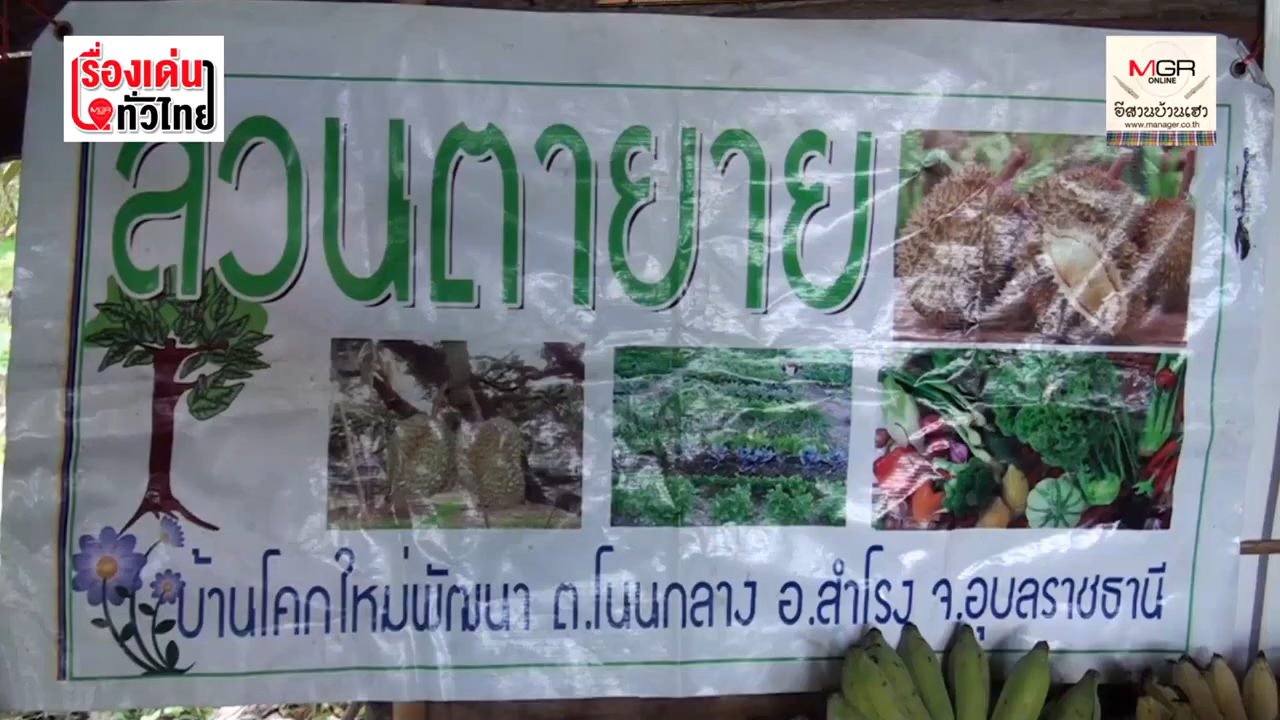 เรื่องเด่น
MGR
ทั่วไทย
MGR
ONLINE
อีสานบ้านเฮา
www.manager.co.th
สวนตายาย
บ้านโคกใหม่พัฒนา ต.โนนกลาง อ.สำโรง จ.อุบลราชธานี